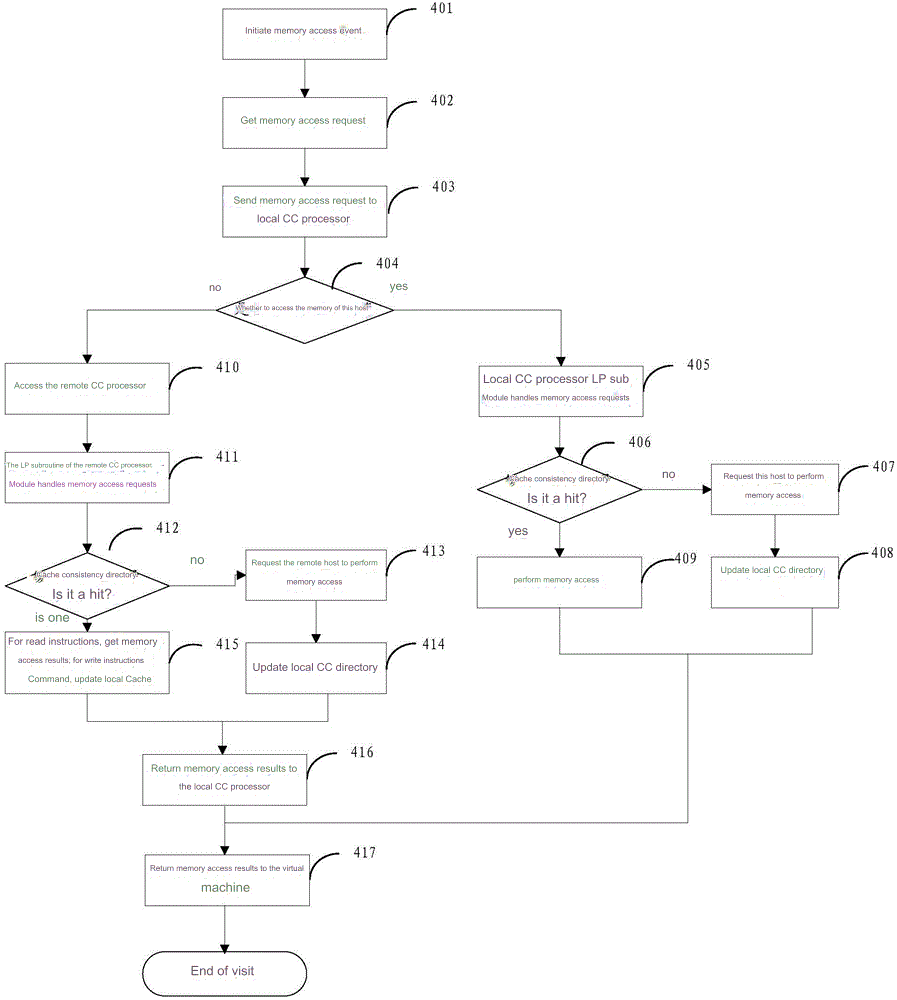 401
Initiate memory access event
402
Get memory access request
403
Send memory access request to
local CC processor
404
no
yes
Whether to access the memory of this host?
410
Access the remote CC processor
405
Local CC processor LP sub
Module handles memory access requests
411
The LP subroutine of the remote CC processor.
Module handles memory access requests
406
Cache consistency directory
Is it a hit?
no
yes
407
Request this host to perform
memory access
412
Cache consistency directory
Is it a hit?
no
is one
413
Request the remote host to perform
memory access
409
perform memory access
408
Update local CC directory
415
For read instructions, get memory
access results; for write instructions
Command, update local Cache
414
Update local CC directory
416
Return memory access results to
the local CC processor
417
Return memory access results to the virtual
machine
End of visit